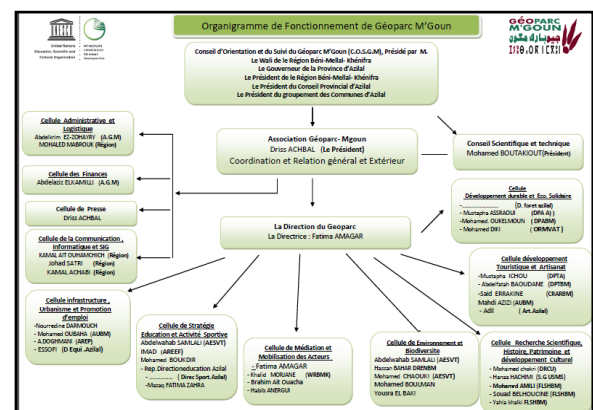 Organigramme de Fonctionnement de Géoparc M'Goun
United Nations
Education, Scientific and
Cultural Organization
GÉOPARC
M'GOUN
جيوبارك مكون
Conseil d'Orientation et du Suivi du Géoparc M'Goun (C.O.S.G.M), Présidé par M.
Le Wali de le Région Béni-Mellal- Khénifra
Le Gouverneur de la Province d'Azilal
Le Président de le Région Béni-Mellal- Khénifra
Le Président du Conseil Provincial d'Azilal
Le Président du groupement des Communes d'Azilal
Cellule Administrative et
Logistique
Abdelkrim EZ-ZOHAYRY (A.G.M)
MOHALED MABROUK (Région)
Association Géoparc- Mgoun
Driss ACHBAL (Le Président)
Coordination et Relation général et Extérieur
Conseil Scientifique et technique
Mohamed BOUTAKIOUT(Président)
Cellule des Finances
Abdelaziz ELKAMILLI (A.G.M)
Cellule de Presse
Driss ACHBAL
Cellule de la Communication ,
Informatique et SIG
KAMAL AIT OUHAMCHICH (Région)
Johad SATRI (Région)
KAMAL ACHABI (Région)
La Direction du Geoparc
La Directrice : Fatima AMAGAR
Cellule
Développement durable et Eco. Solidaire
-.................... (D. foret azilal)
- Mustapha ASSRAOUI (DPA A) )
-Mohamed. OUKELMOUN (DPABM)
- Mohamed DIKI ( ORMVAT )
Cellule développement
Touristique et Artisanat
-Mustapha ICHOU (DPTA)
- Abdelfatah BAOUDANE (DPTBM)
-Said ERRAKINE (CRARBM)
Mahdi AZIZI (AUBM)
- Adil (Art.Azilal)
Cellule infrastructure ,
Urbanisme et Promotion
d'emploi
-Nourredine DARMOUCH
- Mohamed OUBAHA (AUBM)
- A.DOGHMANI (AREP)
- ESSOFI (D Equi .Azilal)
Cellule de Stratégie
Education et Activité Sportive
Abdelwahab SAMLALI (AESVT)
IMAD (AREEF)
Mohamed BOUKDIR
- Rep.Directioneducation Azilal
- ............. ( Direc.Sport.Azilal)
-Masaq FATIMA ZAHRA
Cellule de Médiation et
Mobilisation des Acteurs
- Fatima AMAGAR
- Khalid MORJANE (WRBMK)
- Brahim Ait Ouacha
- Habib ANERGUI
Cellule de Environnement et
Biodiversite
Abdelwahab SAMLALI (AESVT)
Hassan BAHAR DRENBM
Mohamed CHAOUKI (AESVT)
Mohamed BOULMAN
Yousra EL BAKI
Cellule Recherche Scientifique,
Histoire, Patrimoine et
développement Culturel
- Mohamed chokri (DRCU)
- Hanaa HACHIMI (S.G USMS)
- Mohamed AMILI (FLSHBM)
- Souad BELHOUCINE (FLSHBM)
- Yahia khalki FLSHBM)